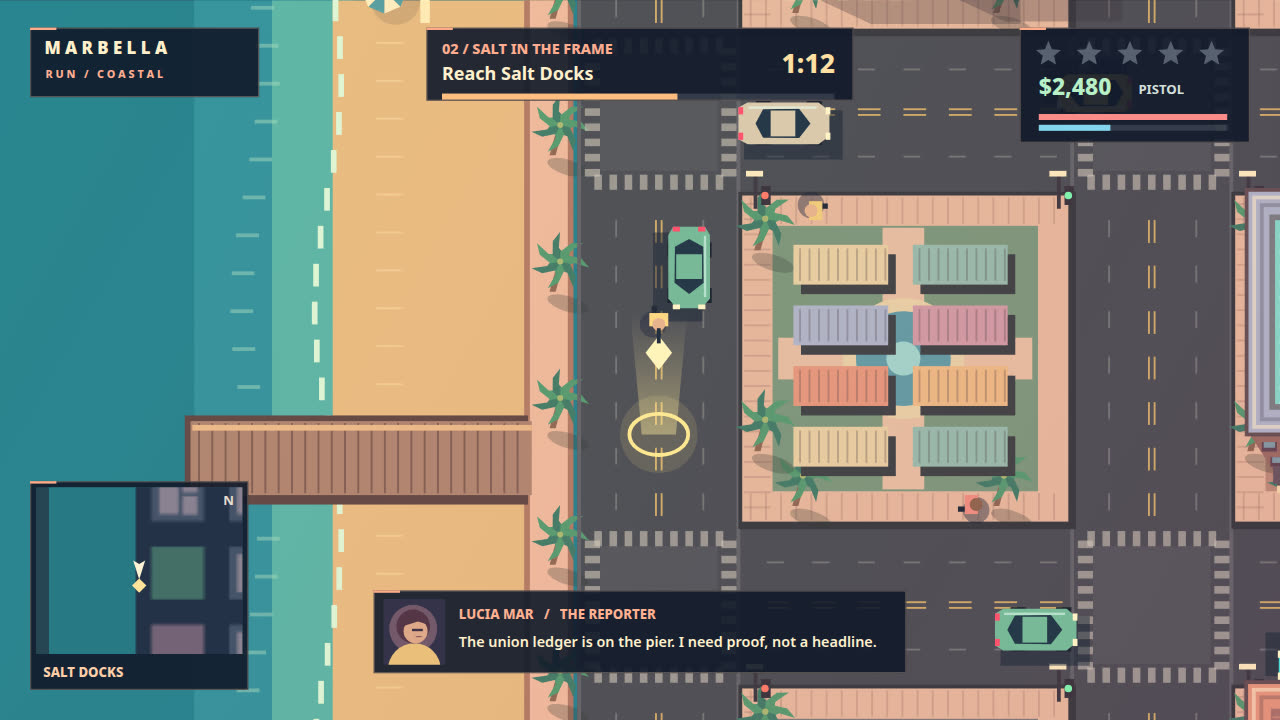 MARBELLA
RUN / COASTAL
02 / SALT IN THE FRAME
Reach Salt Docks
1:12
$2,480 PISTOL
N
SALT DOCKS
LUCIA MAR / THE REPORTER
The union ledger is on the pier. I need proof, not a headline.